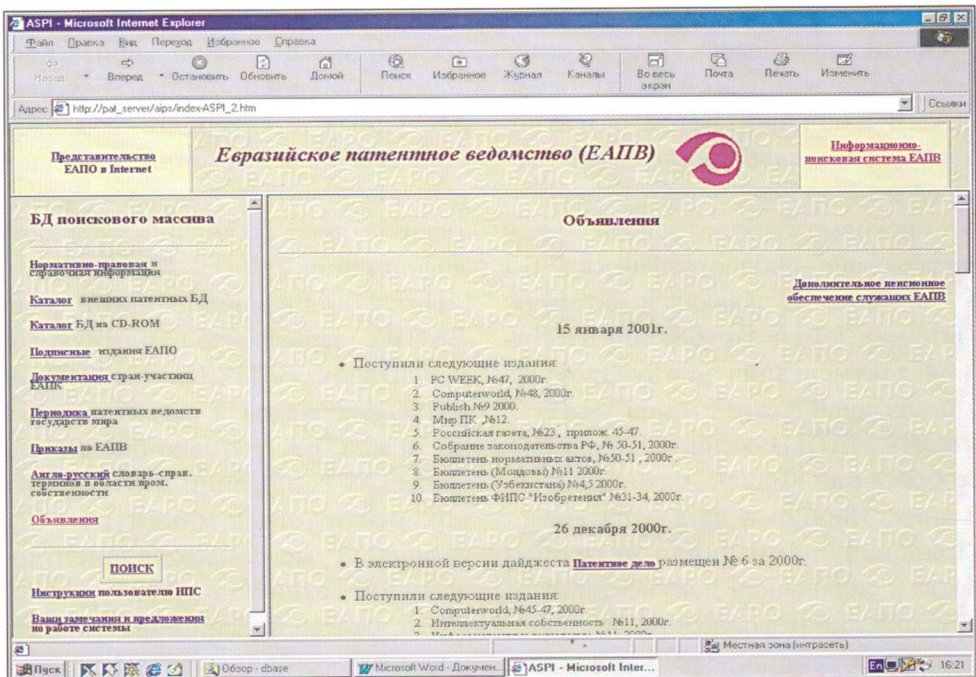 ASPI - Microsoft Internet Explorer
Файл Правка Вид Переход Избранное Справка
Назад Вперед Остановить Обновить Домой Поиск Избранное Журнал Каналы Во весь экран Почта Печать Изменить
Адрес http://pat_server/aips/index-ASPI_2.htm Ссылки
Представительство
ЕАПО в Internet
Евразийское патентное ведомство (ЕАПВ)
Информационно-
поисковая система ЕАПВ
БД поискового массива
Нормативно-правовая и
справочная информация
Каталог внешних патентных БД
Каталог БД на CD-ROM
Подписные издания ЕАПО
Документация стран-участниц
ЕАПК
Периодика патентных ведомств
государств мира
Приказы по ЕАПВ
Англо-русский словарь-справ.
терминов в области пром.
собственности
Объявления
ПОИСК
Инструкции пользователю ИПС
Ваши замечания и предложения
по работе системы
Объявления
Дополнительное пенсионное
обеспечение служащих ЕАПВ
15 января 2001г.
• Поступили следующие издания:
1. PC WEEK, №47, 2000г.
2. Computerworld, №48, 2000г.
3. Publish №9 2000.
4. Мир ПК ,№12.
5. Российская газета, №23 , прилож. 45-47.
6. Собрание законодательства РФ, № 50-51, 2000г.
7. Бюллетень нормативных актов, №50-51 , 2000г.
8. Бюллетень (Молдовы) №11 2000г.
9. Бюллетень (Узбекистана) №4,5 2000г.
10. Бюллетень ФИПС "Изобретения" №31-34, 2000г.
26 декабря 2000г.
• В электронной версии дайджеста Патентное дело размещен № 6 за 2000г.
• Поступили следующие издания:
1. Computerworld, №45-47, 2000г.
2. Интеллектуальная собственность №11, 2000г.
Местная зона (интрасеть)
Пуск Обзор - dbase Microsoft Word - Докумен... ASPI - Microsoft Inter... En 16:21